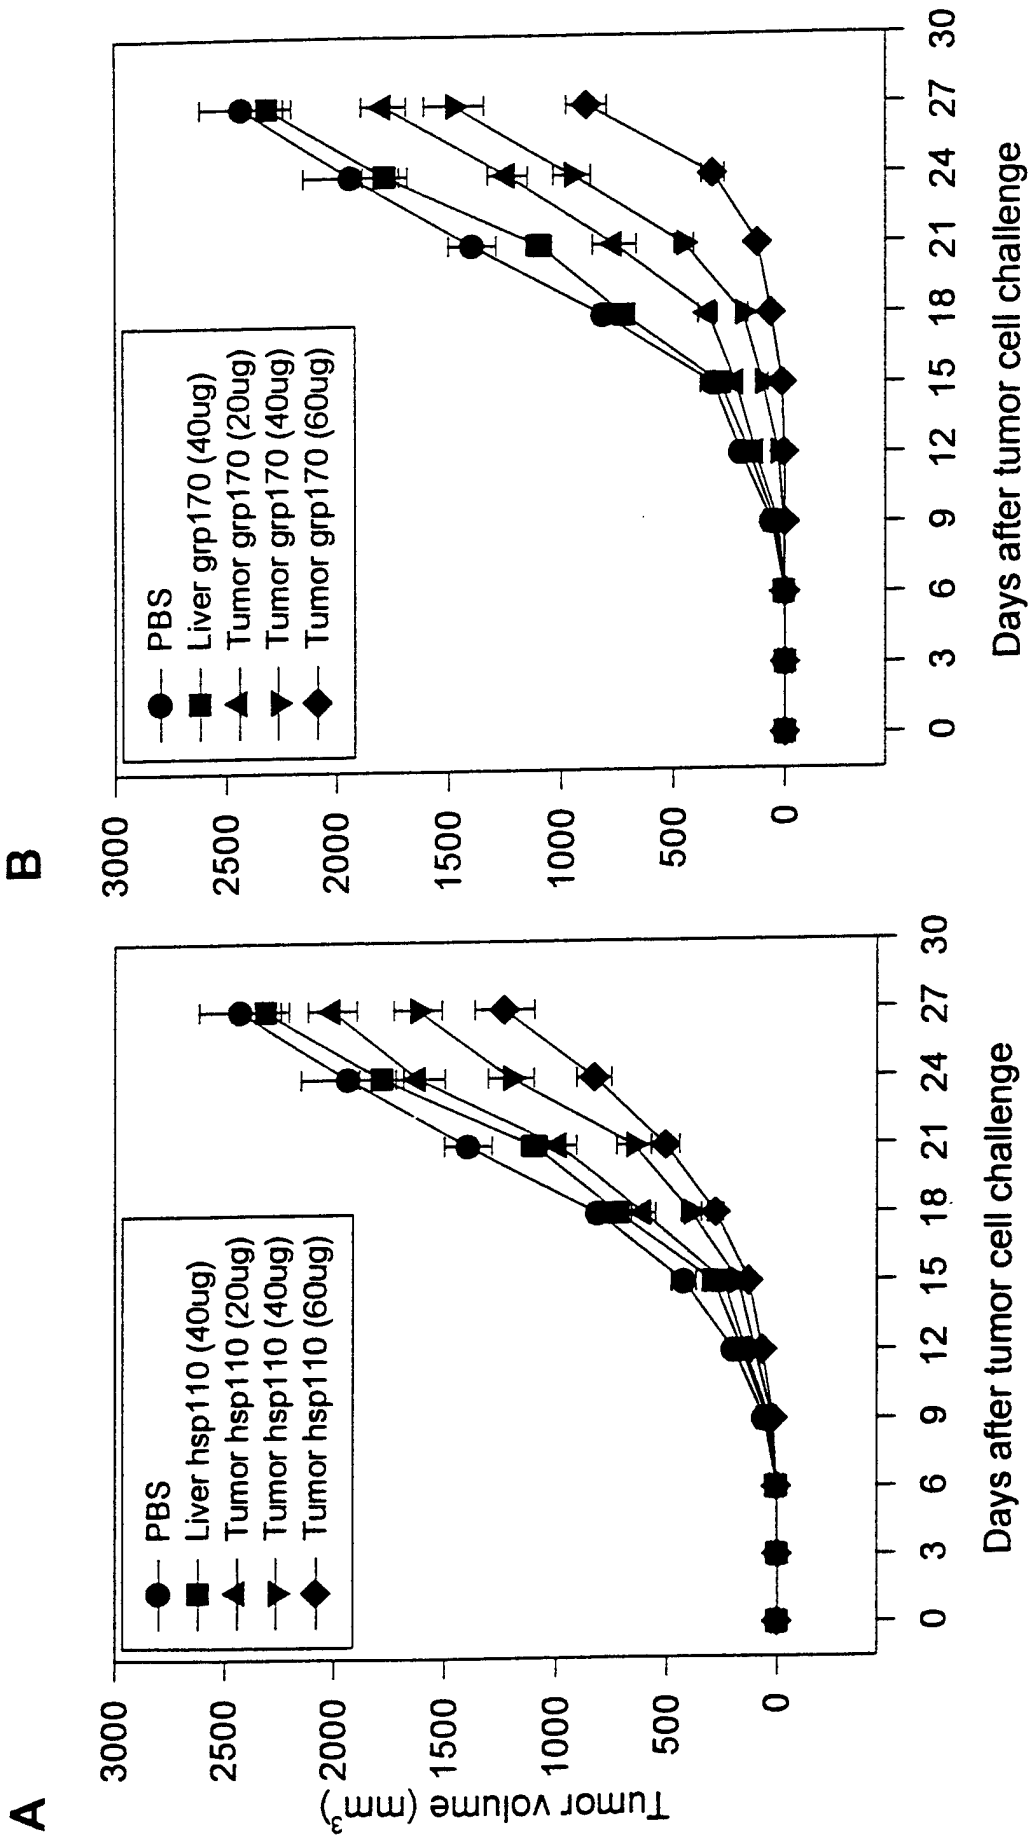 A
Tumor volume (mm³)
3000
2500
2000
1500
1000
500
0
PBS
Liver hsp110 (40ug)
Tumor hsp110 (20ug)
Tumor hsp110 (40ug)
Tumor hsp110 (60ug)
0 3 6 9 12 15 18 21 24 27 30
Days after tumor cell challenge
B
3000
2500
2000
1500
1000
500
0
PBS
Liver grp170 (40ug)
Tumor grp170 (20ug)
Tumor grp170 (40ug)
Tumor grp170 (60ug)
0 3 6 9 12 15 18 21 24 27 30
Days after tumor cell challenge